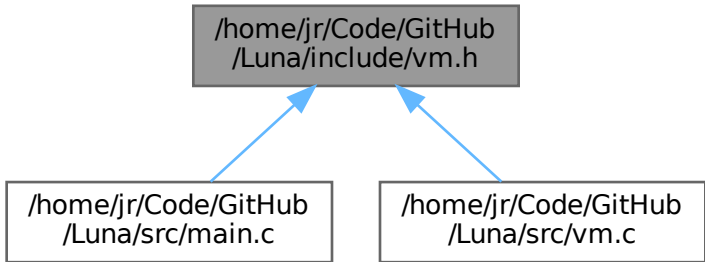 /home/jr/Code/GitHub
/Luna/include/vm.h
/home/jr/Code/GitHub
/Luna/src/main.c
/home/jr/Code/GitHub
/Luna/src/vm.c